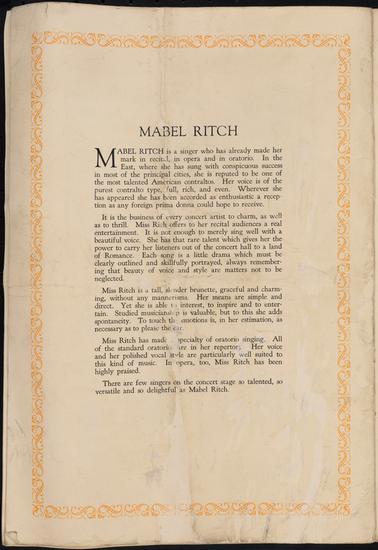 MABEL RITCH
MABEL RITCH is a singer who has already made her
mark in recital, in opera and in oratorio. In the
East, where she has sung with conspicuous success
in most of the principal cities, she is reputed to be one of
the most talented American contraltos. Her voice is of the
purest contralto type, full, rich, and even. Wherever she
has appeared she has been accorded as enthusiastic a recep-
tion as any foreign prima donna could hope to receive.
It is the business of every concert artist to charm, as well
as to thrill. Miss Rich offers to her recital audiences a real
entertainment. It is not enough to merely sing well with a
beautiful voice. She has that rare talent which gives her the
power to carry her listeners out of the concert hall to a land
of Romance. Each song is a little drama which must be
clearly outlined and skillfully portrayed, always remember-
ing that beauty of voice and style are matters not to be
neglected.
Miss Ritch is a tall, slender brunette, graceful and charm-
ing, without any mannerisms. Her means are simple and
direct. Yet she is able to interest, to inspire and to enter-
tain. Studied musicianship is valuable, but to this she adds
spontaneity. To touch the emotions is, in her estimation, as
necessary as to please the ear.
Miss Ritch has made specialty of oratorio singing. All
of the standard oratorios are in her repertory. Her voice
and her polished vocal style are particularly well suited to
this kind of music. In opera, too, Miss Ritch has been
highly praised.
There are few singers on the concert stage so talented, so
versatile and so delightful as Mabel Ritch.